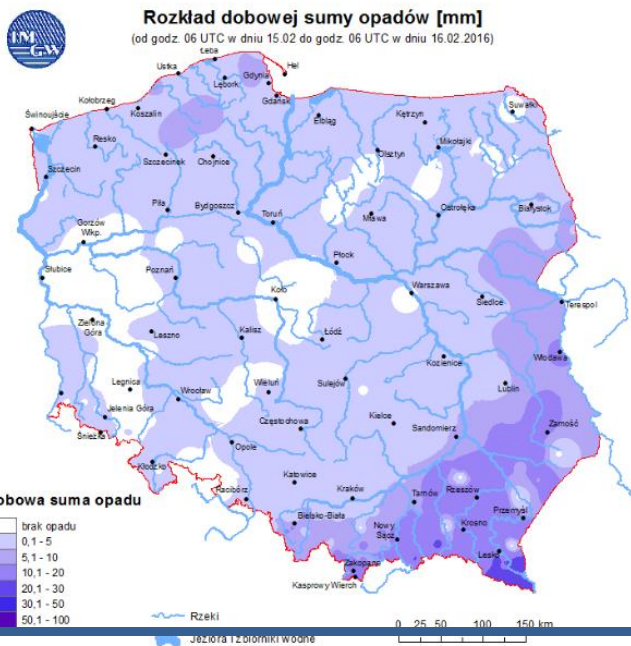 Rozkład dobowej sumy opadów [mm]
(od godz. 06 UTC w dniu 15.02 do godz. 06 UTC w dniu 16.02.2016)
IM
GW
Łeba
Ustka
Hel
Lębork
Gdynia
Gdańsk
Kołobrzeg
Koszalin
Świnoujście
Elbląg
Kętrzyn
Suwałki
Resko
Olsztyn
Mikołajki
Szczecin
Szczecinek
Chojnice
Piła
Bydgoszcz
Toruń
Mława
Ostrołęka
Białystok
Gorzów
Wlkp.
Płock
Słubice
Poznań
Koło
Warszawa
Siedlce
Terespol
Zielona
Góra
Leszno
Kalisz
Łódź
Włodawa
Kozienice
Legnica
Wrocław
Wieluń
Sulejów
Lublin
Jelenia Góra
Śnieżka
Częstochowa
Kielce
Sandomierz
Zamość
Opole
Kłodzko
Katowice
Racibórz
Kraków
Tarnów
Rzeszów
Przemyśl
Bielsko-Biała
Nowy
Sącz
Krosno
Lesko
Zakopane
Kasprowy Wierch
obowa suma opadu
brak opadu
0,1 - 5
5,1 - 10
10,1 - 20
20,1 - 30
30,1 - 50
50,1 - 100
Rzeki
Jeziora i zbiorniki wodne
0 25 50 100 150 km